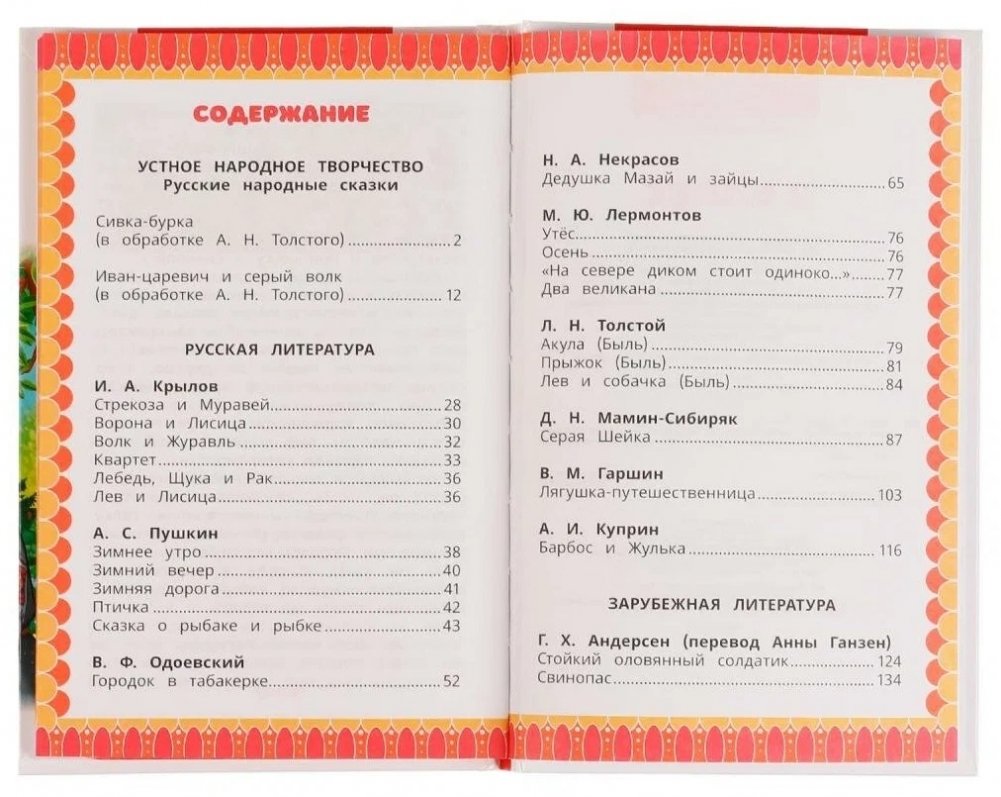 СОДЕРЖАНИЕ
УСТНОЕ НАРОДНОЕ ТВОРЧЕСТВО
Русские народные сказки
Сивка-бурка
(в обработке А. Н. Толстого)..................2
Иван-царевич и серый волк
(в обработке А. Н. Толстого)................12
РУССКАЯ ЛИТЕРАТУРА
И. А. Крылов
Стрекоза и Муравей...........................28
Ворона и Лисица..............................30
Волк и Журавль...............................32
Квартет......................................33
Лебедь, Щука и Рак...........................36
Лев и Лисица.................................36
А. С. Пушкин
Зимнее утро..................................38
Зимний вечер.................................40
Зимняя дорога................................41
Птичка.......................................42
Сказка о рыбаке и рыбке......................43
В. Ф. Одоевский
Городок в табакерке..........................52
Н. А. Некрасов
Дедушка Мазай и зайцы........................65
М. Ю. Лермонтов
Утёс.........................................76
Осень........................................76
«На севере диком стоит одиноко...»...........77
Два великана.................................77
Л. Н. Толстой
Акула (Быль).................................79
Прыжок (Быль)................................81
Лев и собачка (Быль).........................84
Д. Н. Мамин-Сибиряк
Серая Шейка..................................87
В. М. Гаршин
Лягушка-путешественница.....................103
А. И. Куприн
Барбос и Жулька.............................116
ЗАРУБЕЖНАЯ ЛИТЕРАТУРА
Г. Х. Андерсен (перевод Анны Ганзен)
Стойкий оловянный солдатик..................124
Свинопас....................................134